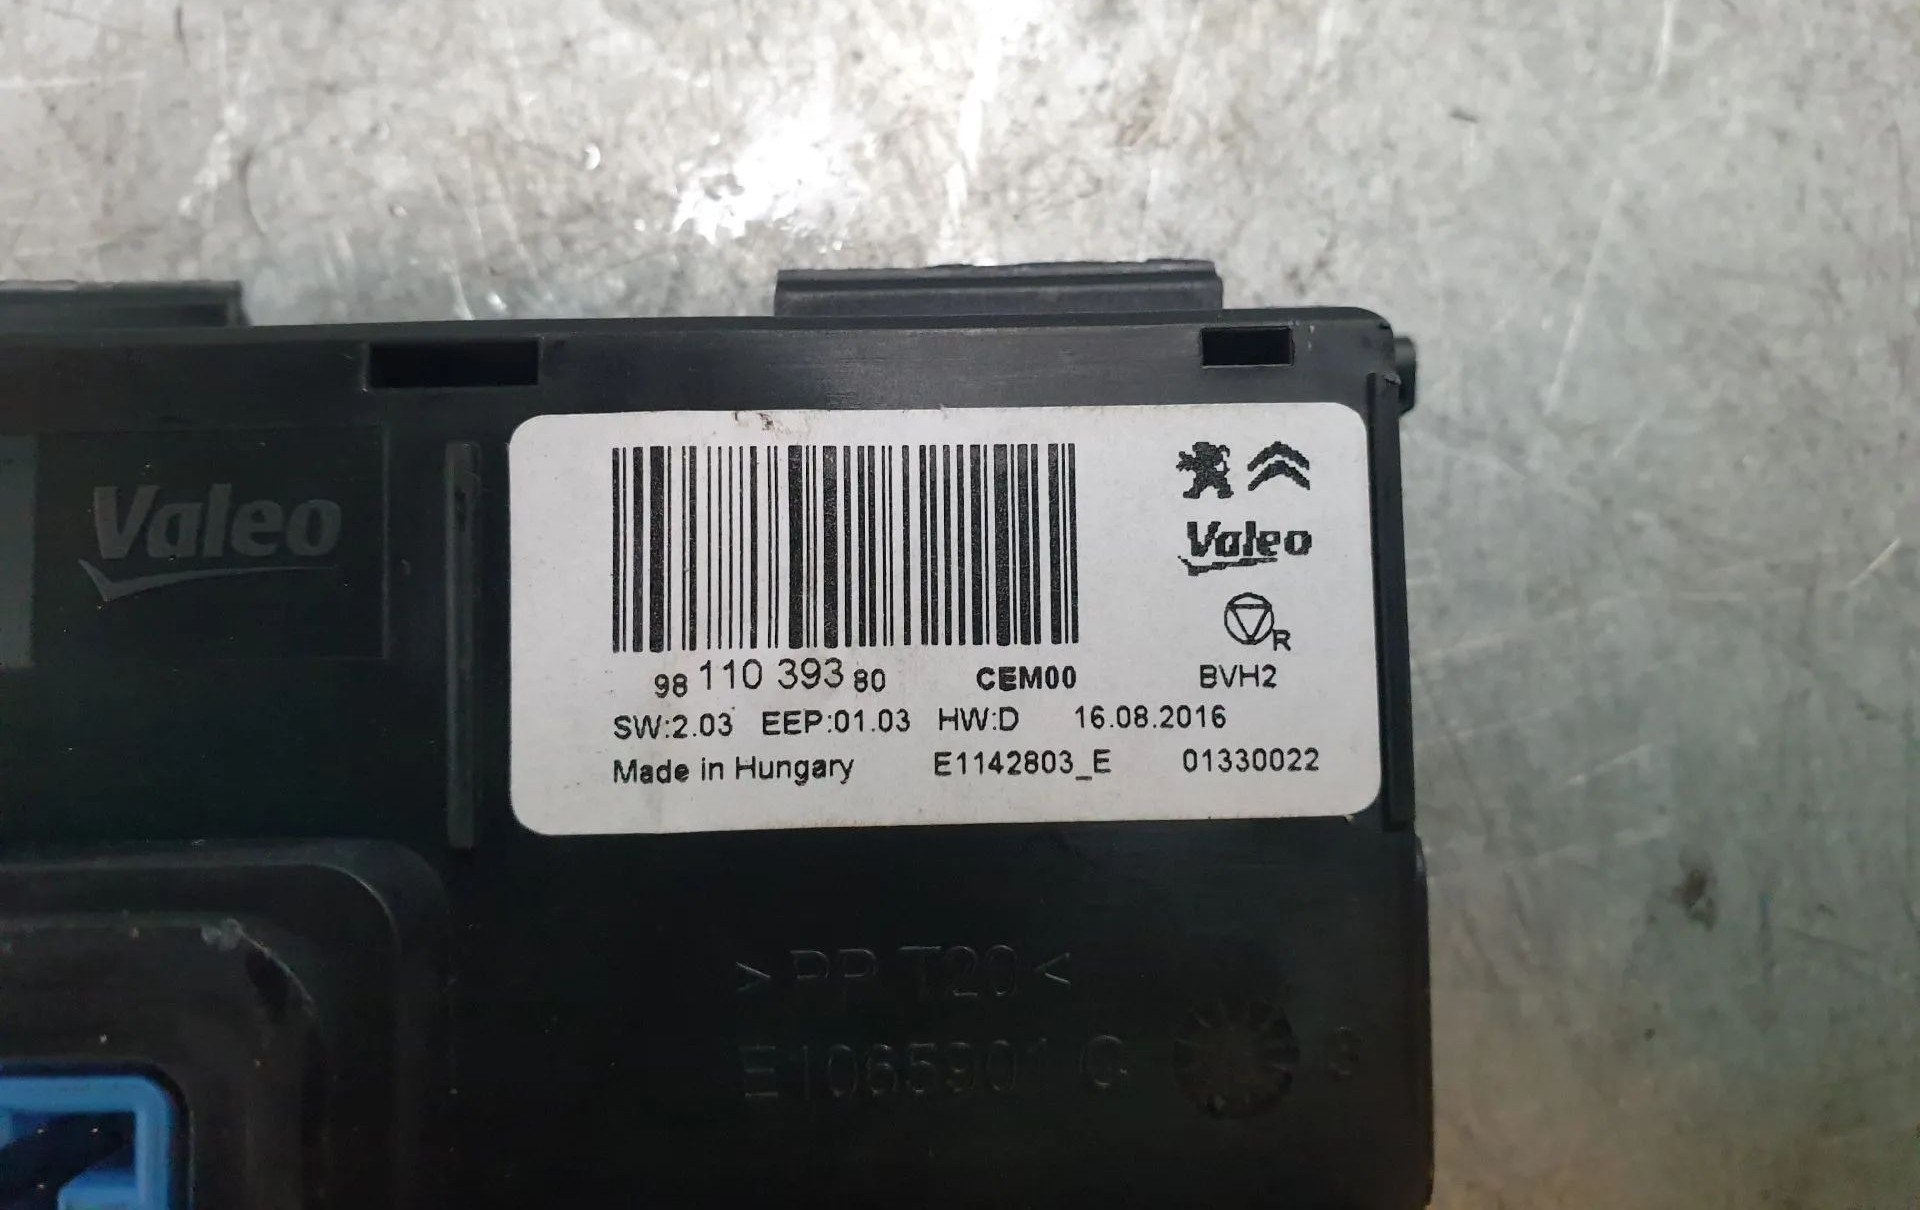 Valeo
Valeo
R
98 110 393 80 CEM00 BVH2
SW:2.03 EEP:01.03 HW:D 16.08.2016
Made in Hungary E1142803_E 01330022
> PP T20 <
E1065901 G